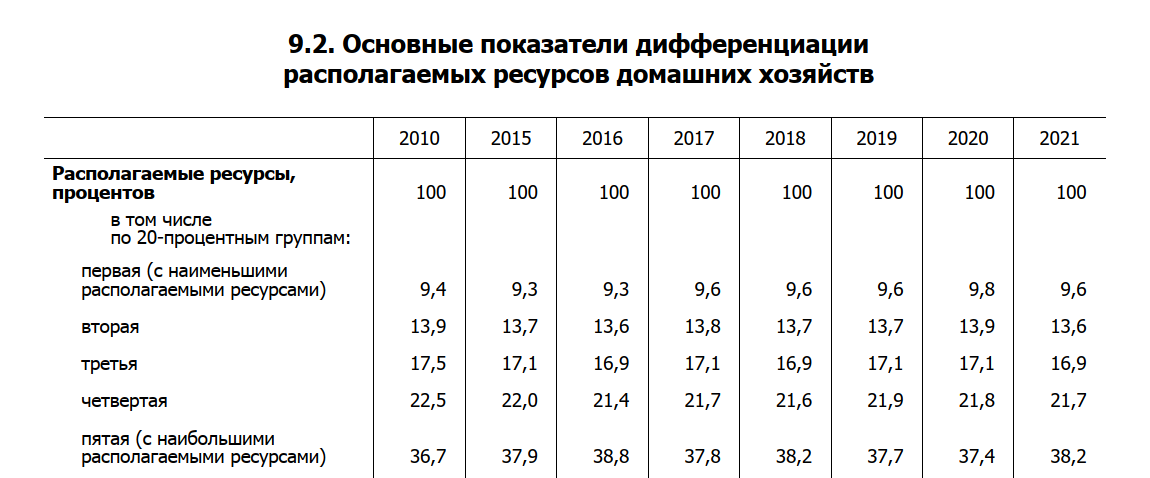 9.2. Основные показатели дифференциации
располагаемых ресурсов домашних хозяйств
2010 2015 2016 2017 2018 2019 2020 2021
Располагаемые ресурсы,
процентов 100 100 100 100 100 100 100 100
в том числе
по 20-процентным группам:
первая (с наименьшими
располагаемыми ресурсами) 9,4 9,3 9,3 9,6 9,6 9,6 9,8 9,6
вторая 13,9 13,7 13,6 13,8 13,7 13,7 13,9 13,6
третья 17,5 17,1 16,9 17,1 16,9 17,1 17,1 16,9
четвертая 22,5 22,0 21,4 21,7 21,6 21,9 21,8 21,7
пятая (с наибольшими
располагаемыми ресурсами) 36,7 37,9 38,8 37,8 38,2 37,7 37,4 38,2